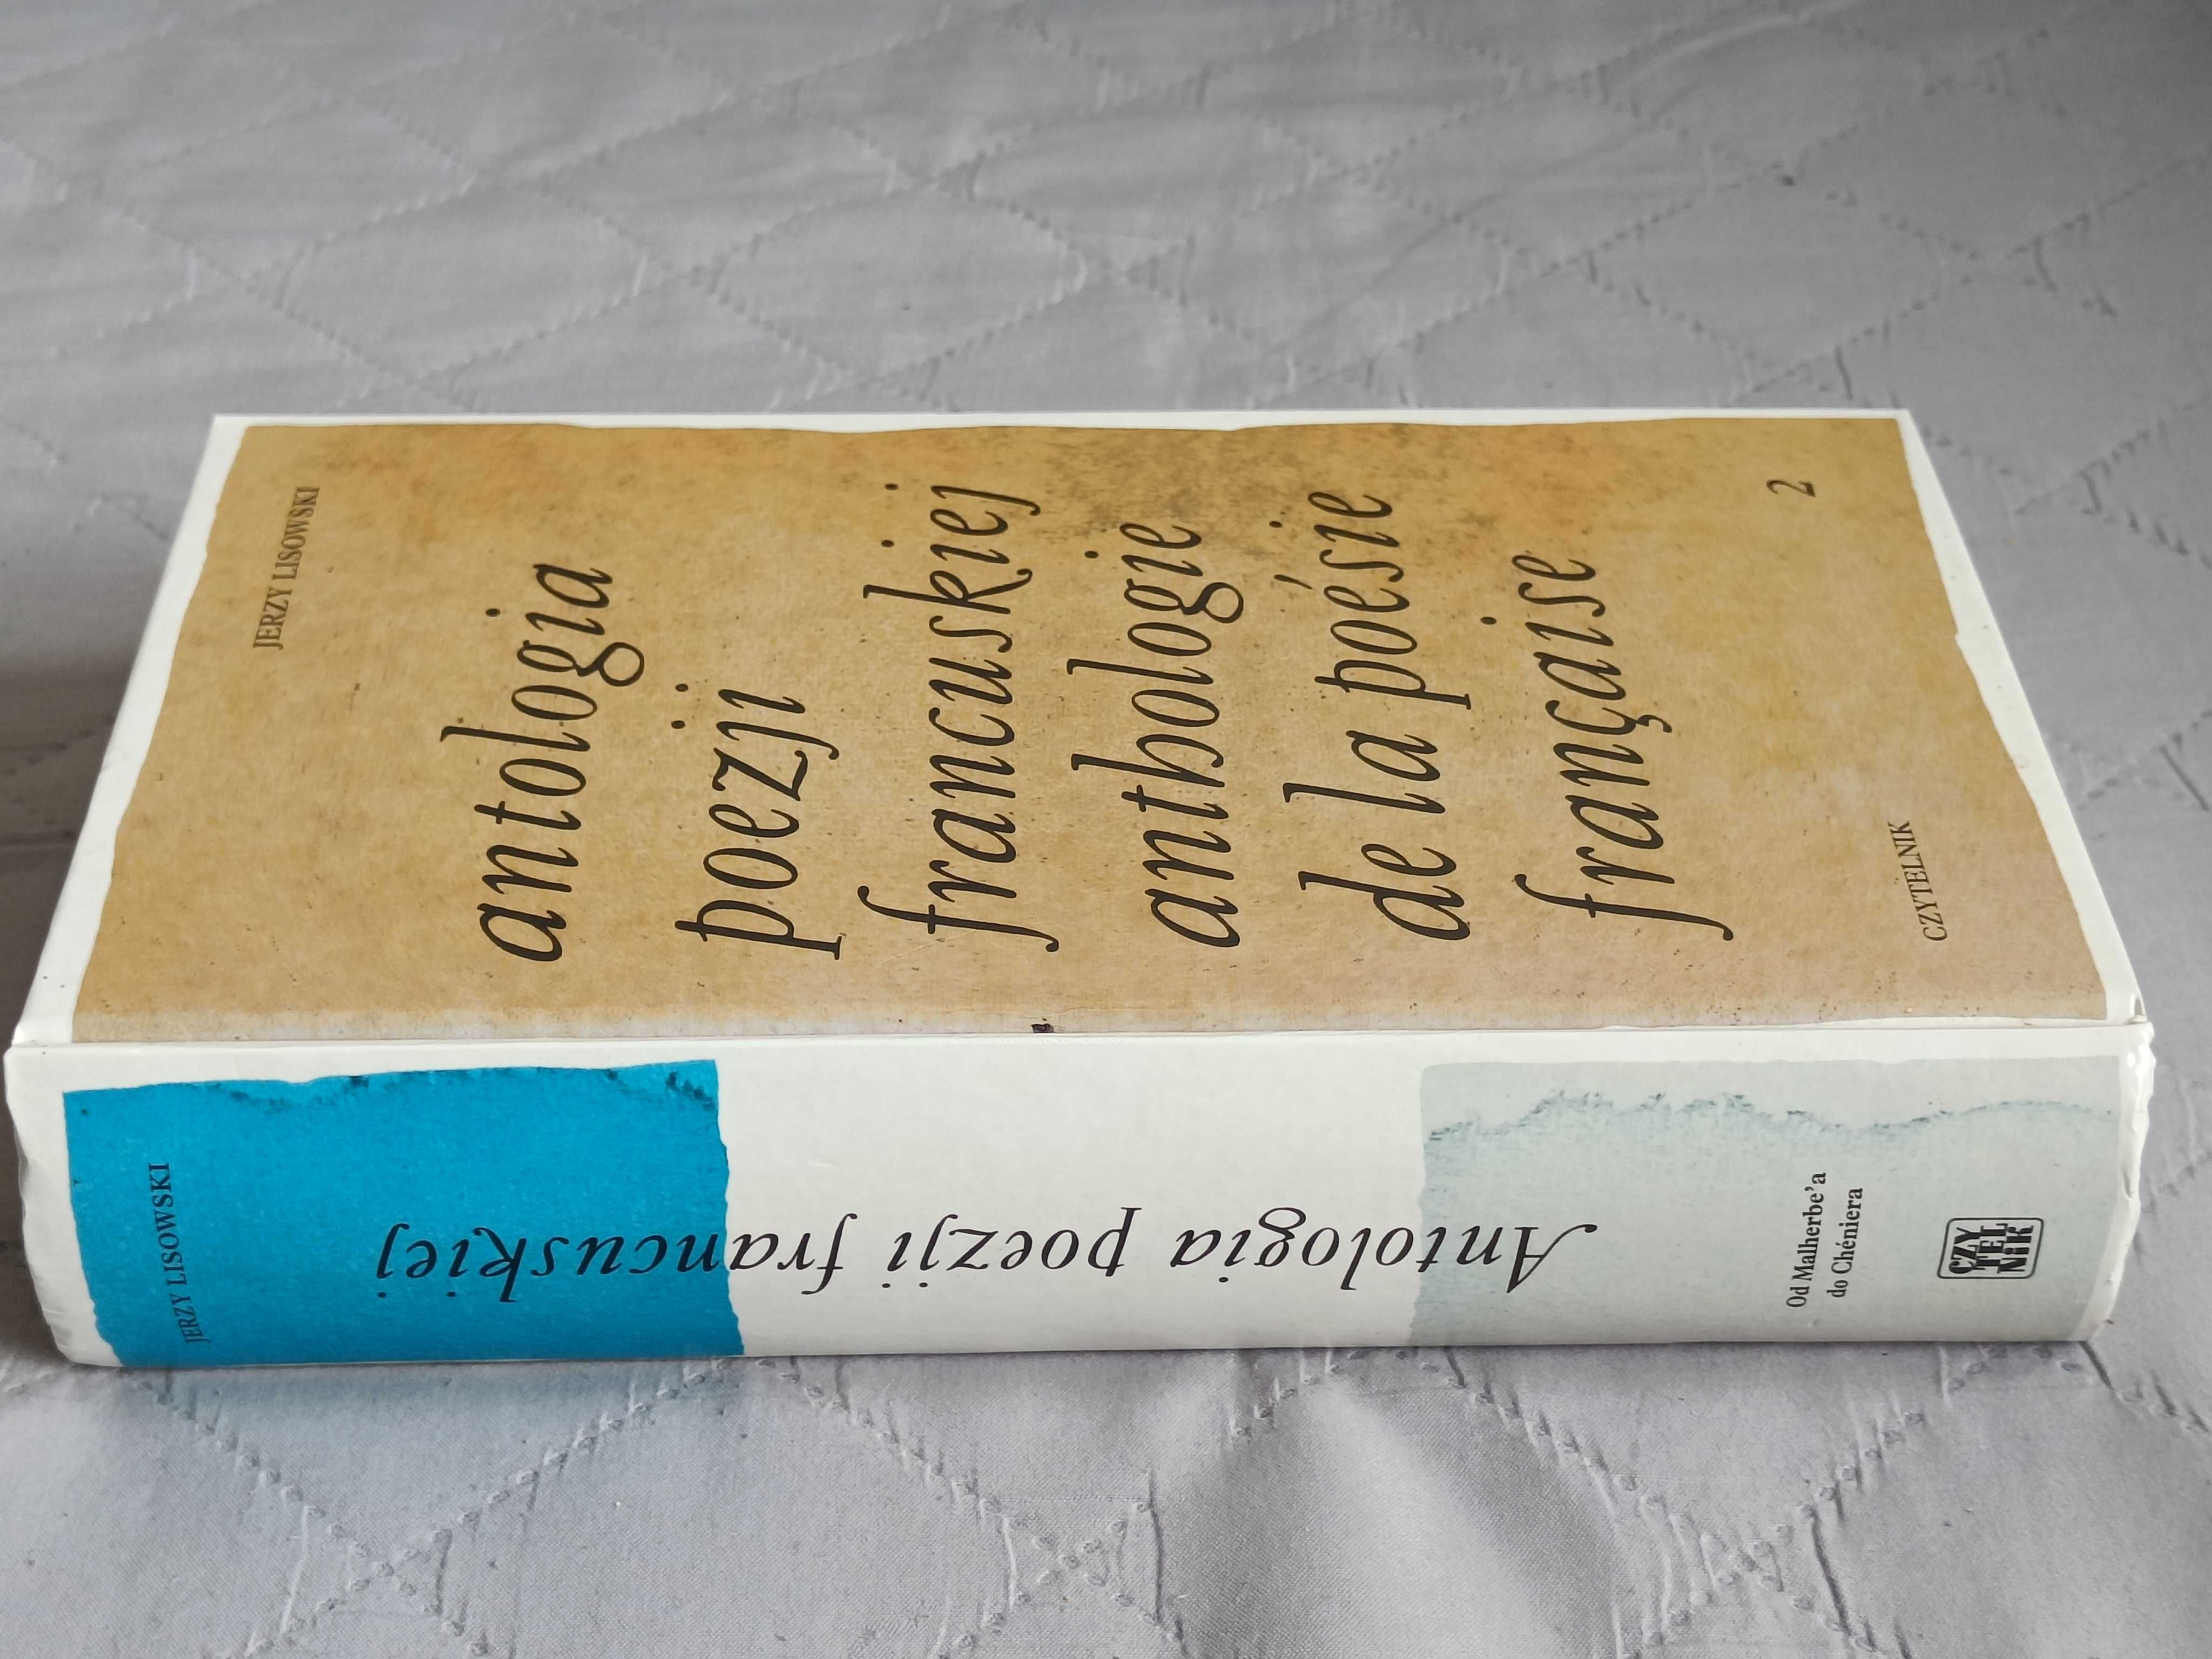 JERZY LISOWSKI
antologia
poezji
francuskiej
anthologie
de la poésie
française
2
CZYTELNIK
JERZY LISOWSKI
Antologia poezji francuskiej
Od Malherbe'a
do Chéniera
CZY
TEL
NiK